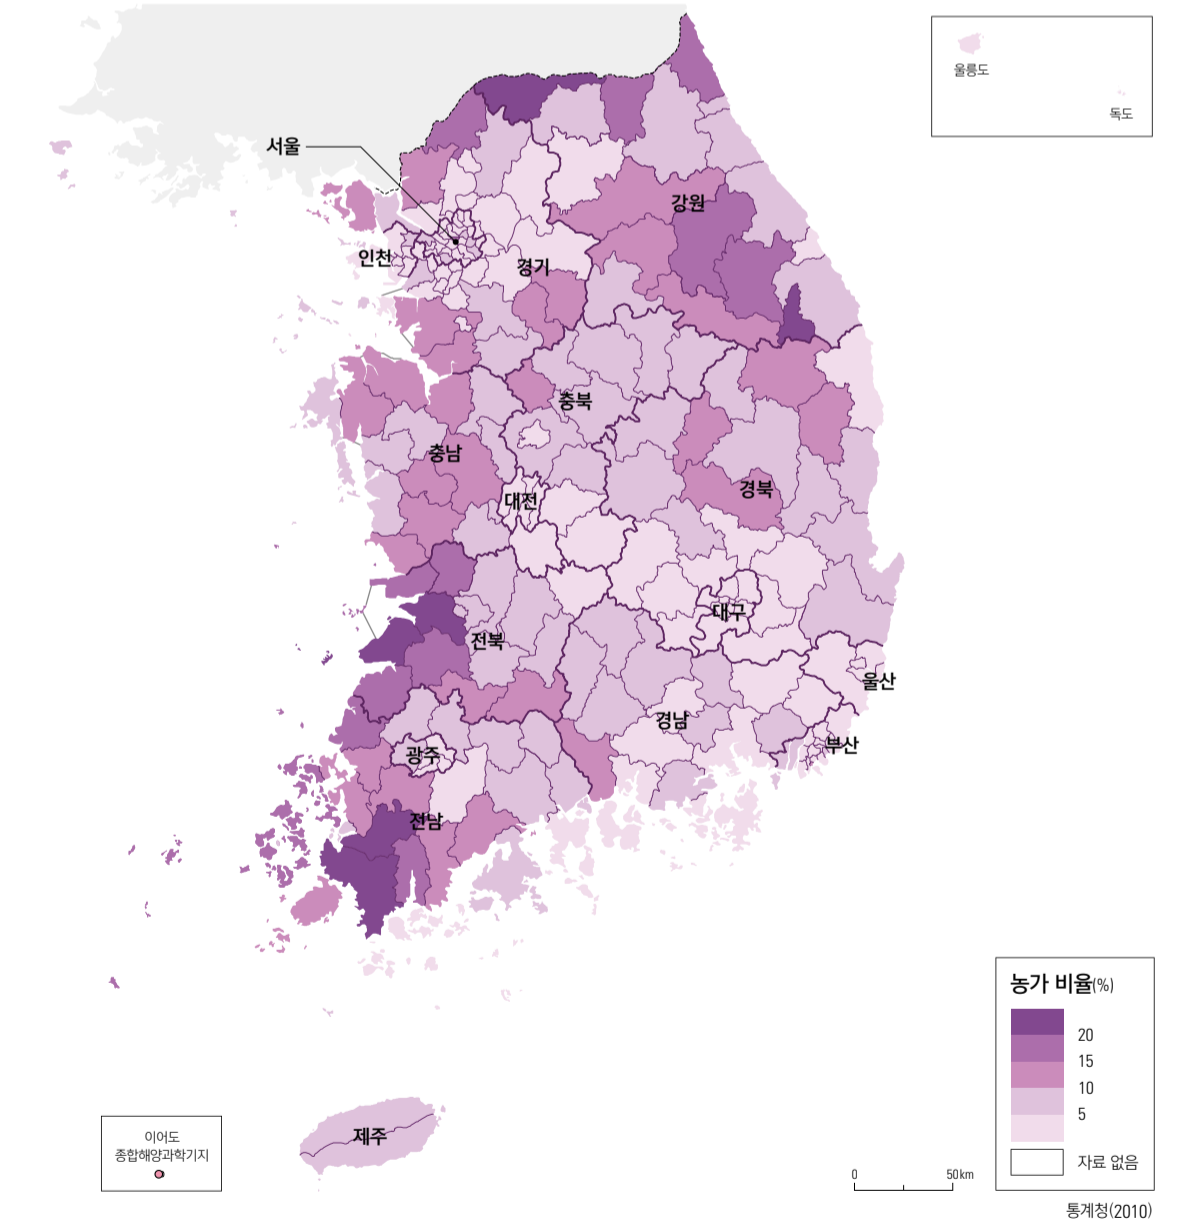 울릉도
독도
서울
강원
인천
경기
충북
충남
경북
대전
대구
전북
울산
경남
부산
광주
전남
제주
이어도
종합해양과학기지
농가 비율(%)
20
15
10
5
자료 없음
0 50km
통계청(2010)